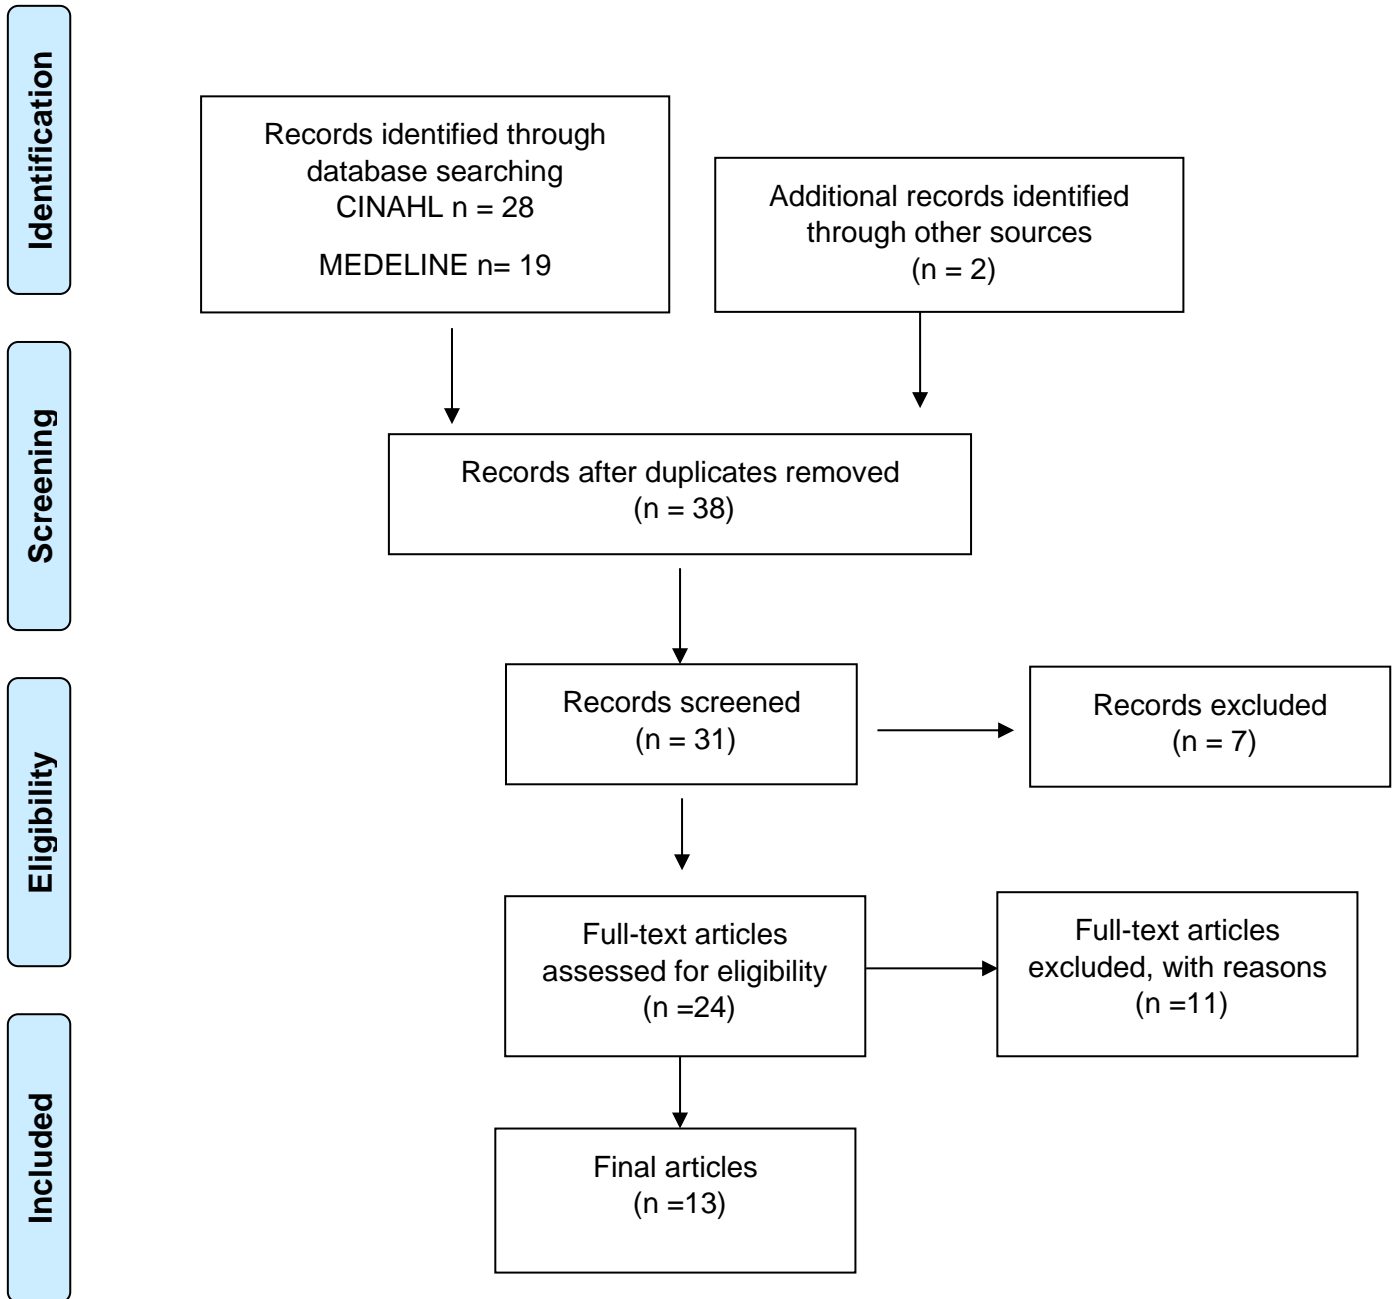 Identification
Records identified through
database searching
CINAHL n = 28
MEDELINE n= 19
Additional records identified
through other sources
(n = 2)
Screening
Records after duplicates removed
(n = 38)
Records screened
(n = 31)
Records excluded
(n = 7)
Eligibility
Full-text articles
assessed for eligibility
(n =24)
Full-text articles
excluded, with reasons
(n =11)
Included
Final articles
(n =13)